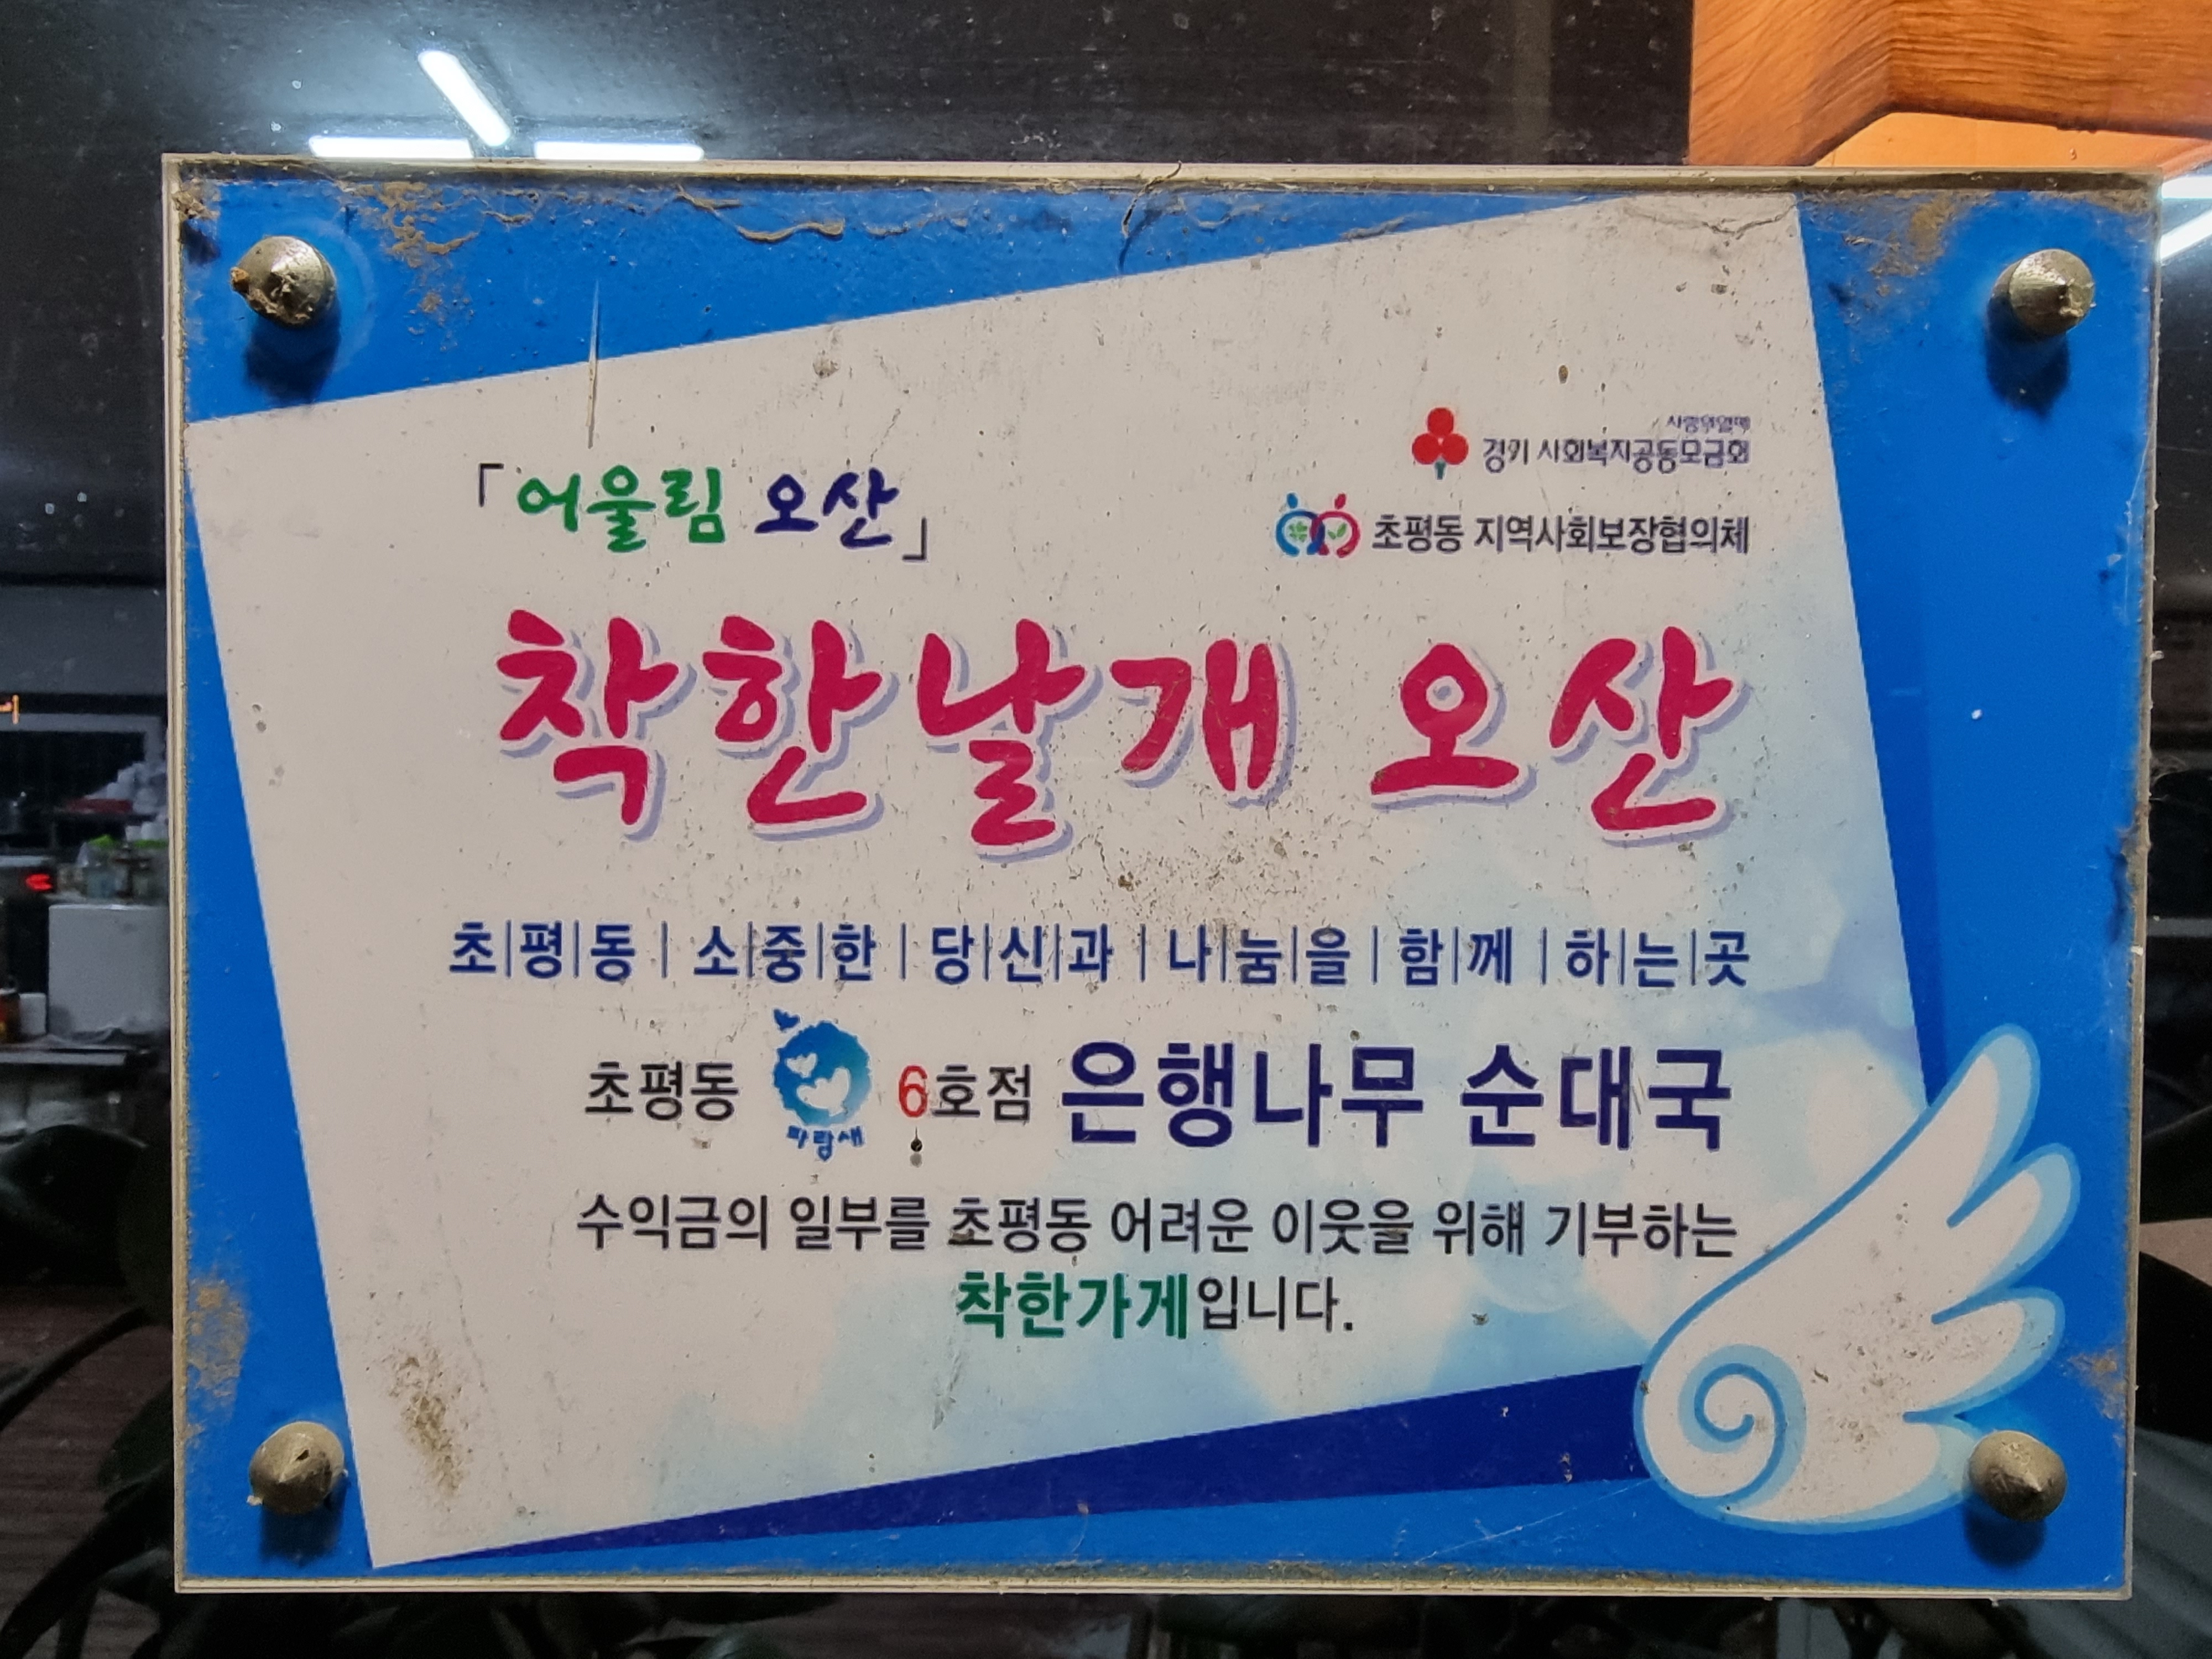 「어울림 오산」
사랑의열매
경기 사회복지공동모금회
초평동 지역사회보장협의체
착한날개 오산
초|평|동| 소|중|한| 당|신|과| 나|눔|을| 함|께| 하|는|곳
초평동 파랑새 6호점 은행나무 순대국
수익금의 일부를 초평동 어려운 이웃을 위해 기부하는
착한가게입니다.